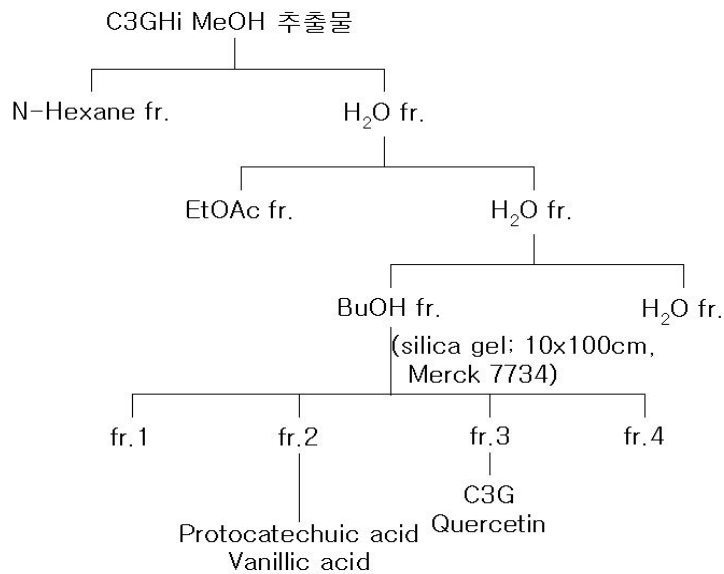 C3GHi MeOH 추출물
N-Hexane fr.
H₂O fr.
EtOAc fr.
H₂O fr.
BuOH fr.
H₂O fr.
(silica gel; 10x100cm,
Merck 7734)
fr.1
fr.2
fr.3
fr.4
C3G
Quercetin
Protocatechuic acid
Vanillic acid